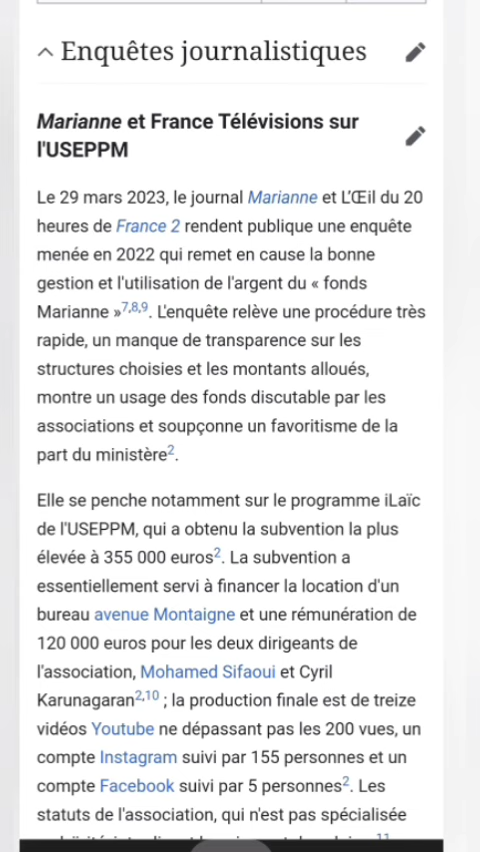 Enquêtes journalistiques
Marianne et France Télévisions sur
l'USEPPM
Le 29 mars 2023, le journal Marianne et L'Œil du 20
heures de France 2 rendent publique une enquête
menée en 2022 qui remet en cause la bonne
gestion et l'utilisation de l'argent du « fonds
Marianne »7,8,9. L'enquête relève une procédure très
rapide, un manque de transparence sur les
structures choisies et les montants alloués,
montre un usage des fonds discutable par les
associations et soupçonne un favoritisme de la
part du ministère2.
Elle se penche notamment sur le programme iLaïc
de l'USEPPM, qui a obtenu la subvention la plus
élevée à 355 000 euros2. La subvention a
essentiellement servi à financer la location d'un
bureau avenue Montaigne et une rémunération de
120 000 euros pour les deux dirigeants de
l'association, Mohamed Sifaoui et Cyril
Karunagaran2,10 ; la production finale est de treize
vidéos Youtube ne dépassant pas les 200 vues, un
compte Instagram suivi par 155 personnes et un
compte Facebook suivi par 5 personnes2. Les
statuts de l'association, qui n'est pas spécialisée
11